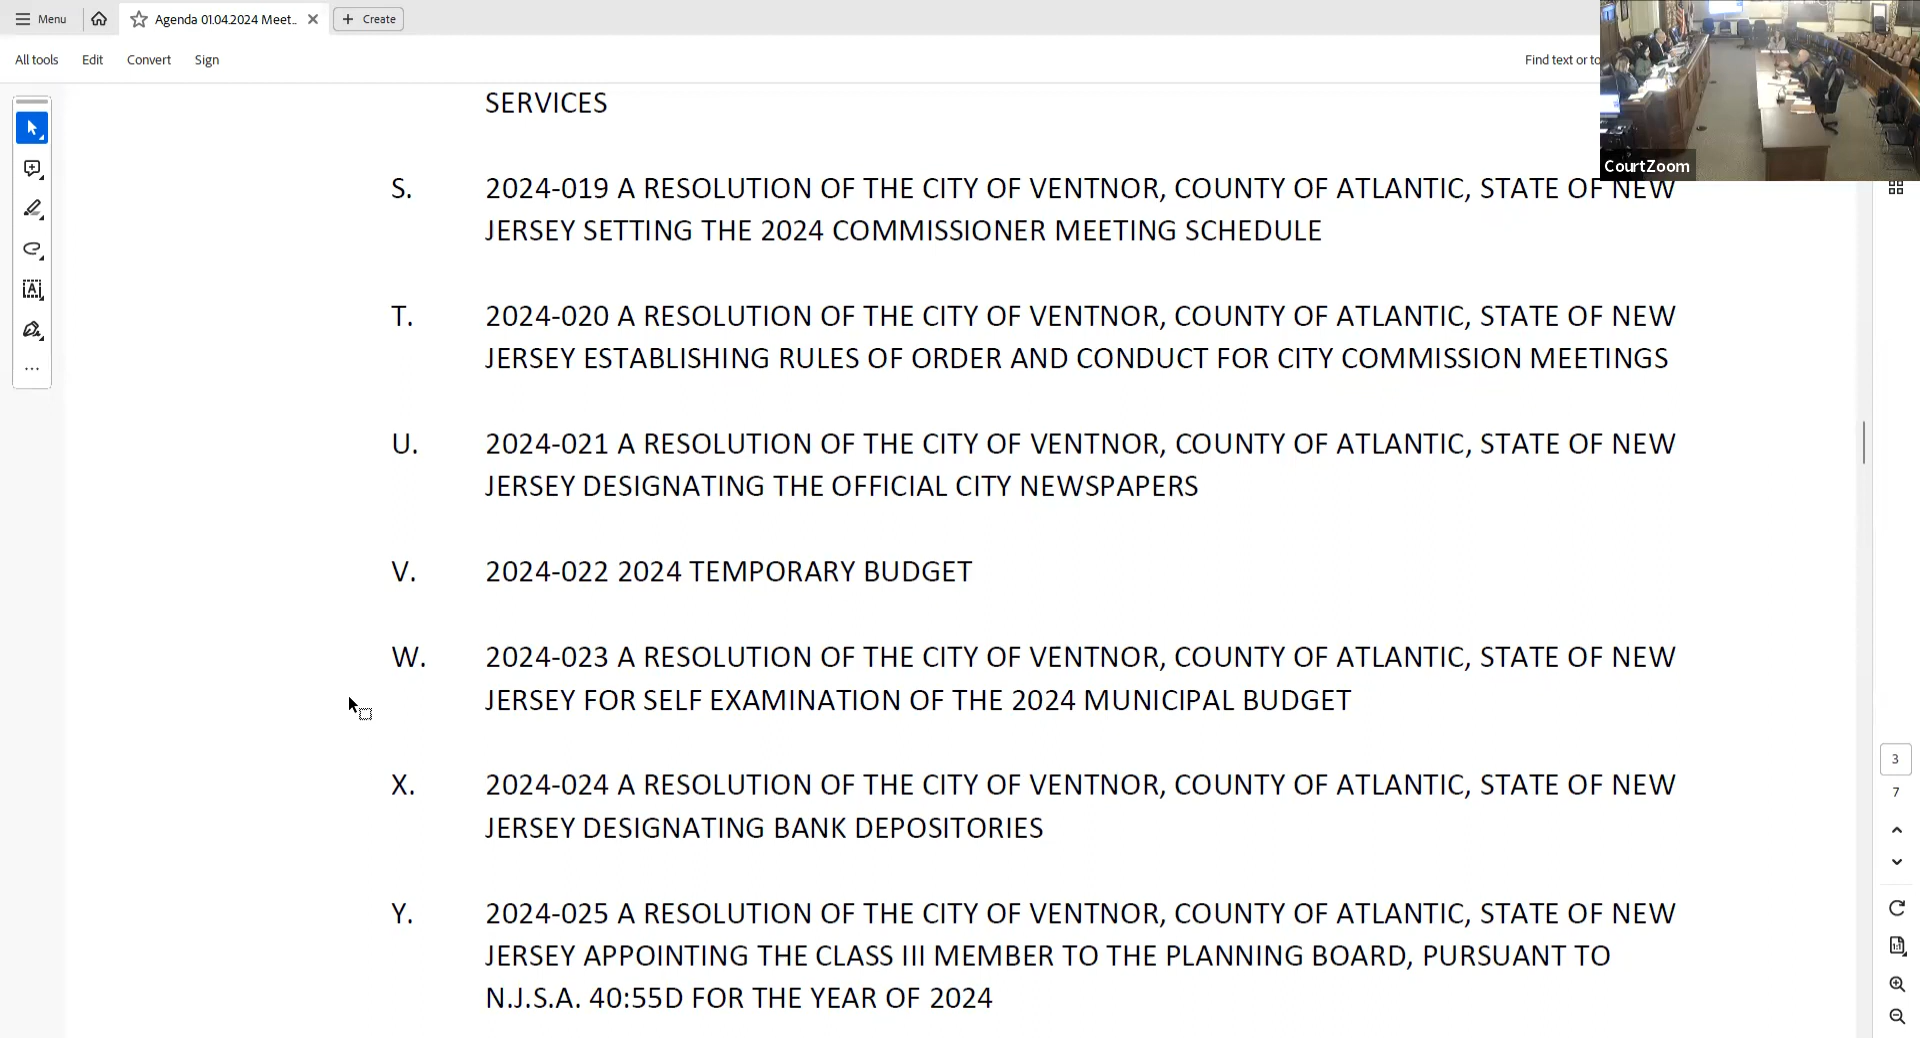 Menu
Agenda 01.04.2024 Meet..
Create
All tools
Edit
Convert
Sign
Find text or to
CourtZoom
SERVICES
S. 2024-019 A RESOLUTION OF THE CITY OF VENTNOR, COUNTY OF ATLANTIC, STATE OF NEW
JERSEY SETTING THE 2024 COMMISSIONER MEETING SCHEDULE
T. 2024-020 A RESOLUTION OF THE CITY OF VENTNOR, COUNTY OF ATLANTIC, STATE OF NEW
JERSEY ESTABLISHING RULES OF ORDER AND CONDUCT FOR CITY COMMISSION MEETINGS
U. 2024-021 A RESOLUTION OF THE CITY OF VENTNOR, COUNTY OF ATLANTIC, STATE OF NEW
JERSEY DESIGNATING THE OFFICIAL CITY NEWSPAPERS
V. 2024-022 2024 TEMPORARY BUDGET
W. 2024-023 A RESOLUTION OF THE CITY OF VENTNOR, COUNTY OF ATLANTIC, STATE OF NEW
JERSEY FOR SELF EXAMINATION OF THE 2024 MUNICIPAL BUDGET
X. 2024-024 A RESOLUTION OF THE CITY OF VENTNOR, COUNTY OF ATLANTIC, STATE OF NEW
JERSEY DESIGNATING BANK DEPOSITORIES
Y. 2024-025 A RESOLUTION OF THE CITY OF VENTNOR, COUNTY OF ATLANTIC, STATE OF NEW
JERSEY APPOINTING THE CLASS III MEMBER TO THE PLANNING BOARD, PURSUANT TO
N.J.S.A. 40:55D FOR THE YEAR OF 2024
3
7